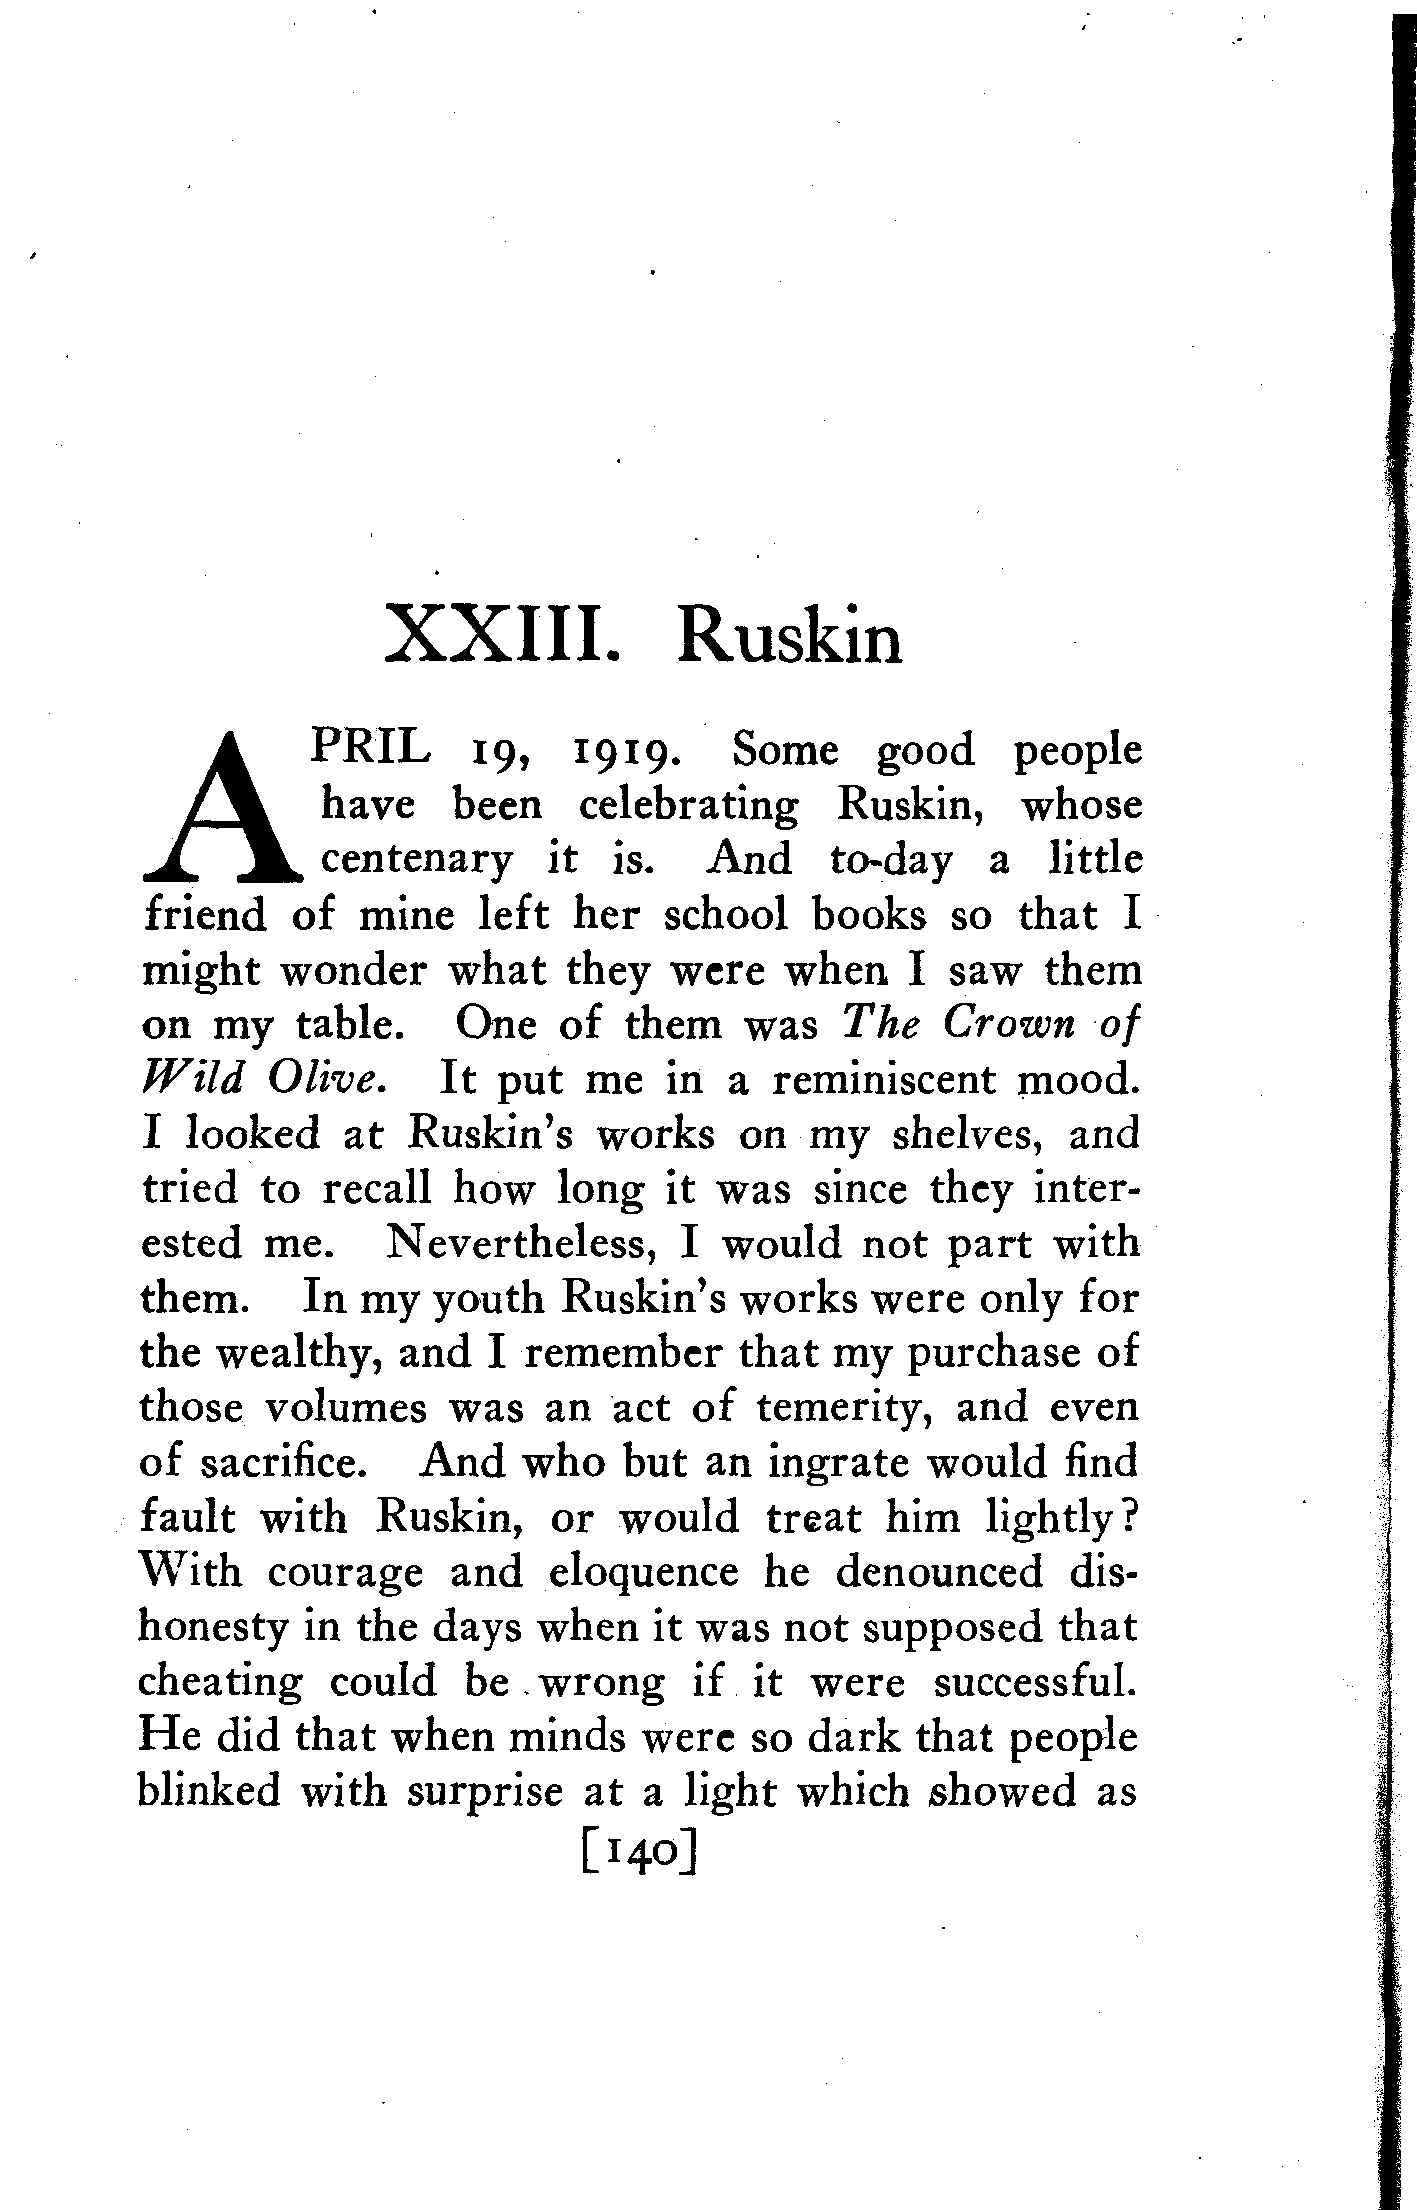 XXIII. Ruskin
APRIL 19, 1919. Some good people
have been celebrating Ruskin, whose
centenary it is. And to-day a little
friend of mine left her school books so that I
might wonder what they were when I saw them
on my table. One of them was The Crown of
Wild Olive. It put me in a reminiscent mood.
I looked at Ruskin's works on my shelves, and
tried to recall how long it was since they inter-
ested me. Nevertheless, I would not part with
them. In my youth Ruskin's works were only for
the wealthy, and I remember that my purchase of
those volumes was an act of temerity, and even
of sacrifice. And who but an ingrate would find
fault with Ruskin, or would treat him lightly?
With courage and eloquence he denounced dis-
honesty in the days when it was not supposed that
cheating could be wrong if it were successful.
He did that when minds were so dark that people
blinked with surprise at a light which showed as
[140]